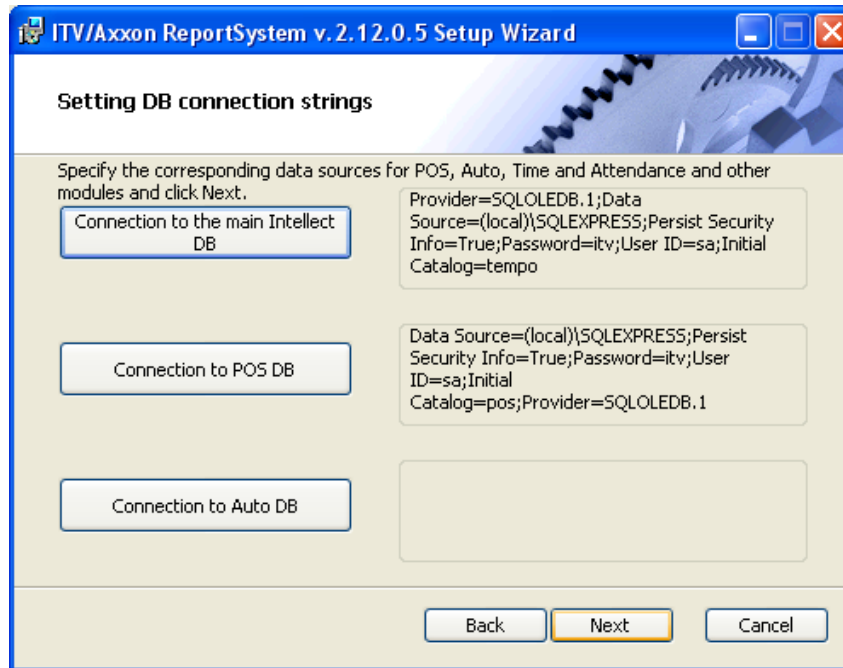 ITV/Axxon ReportSystem v.2.12.0.5 Setup Wizard
Setting DB connection strings
Specify the corresponding data sources for POS, Auto, Time and Attendance and other
modules and click Next.
Connection to the main Intellect
DB
Provider=SQLOLEDB.1;Data
Source=(local)\SQLEXPRESS;Persist Security
Info=True;Password=itv;User ID=sa;Initial
Catalog=tempo
Connection to POS DB
Data Source=(local)\SQLEXPRESS;Persist
Security Info=True;Password=itv;User
ID=sa;Initial
Catalog=pos;Provider=SQLOLEDB.1
Connection to Auto DB
Back
Next
Cancel